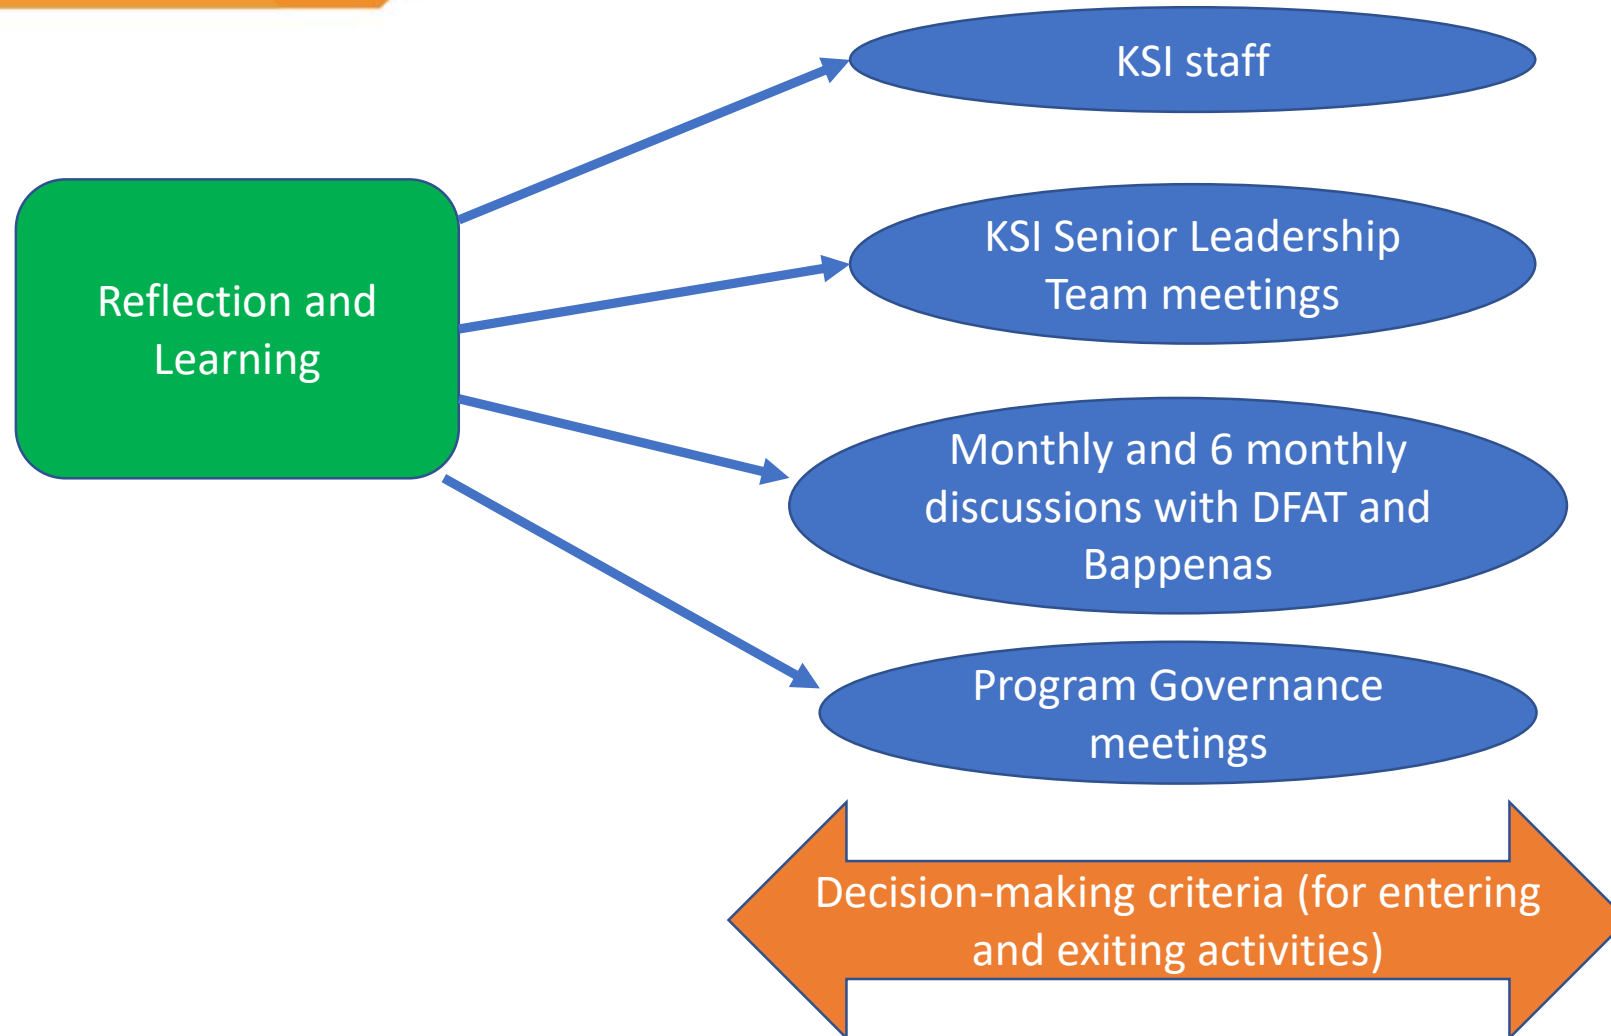 KSI staff
KSI Senior Leadership
Team meetings
Reflection and
Learning
Monthly and 6 monthly
discussions with DFAT and
Bappenas
Program Governance
meetings
Decision-making criteria (for entering
and exiting activities)